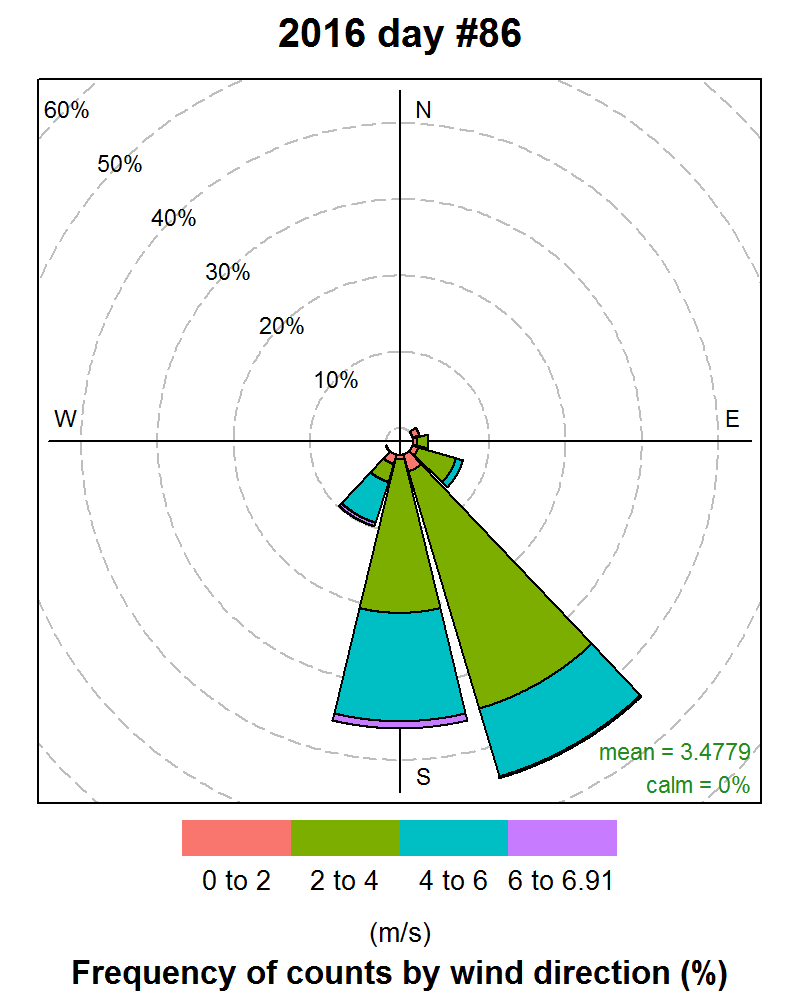 2016 day #86
60%
N
50%
40%
30%
20%
10%
W
E
mean = 3.4779
S
calm = 0%
0 to 2 2 to 4 4 to 6 6 to 6.91
(m/s)
Frequency of counts by wind direction (%)